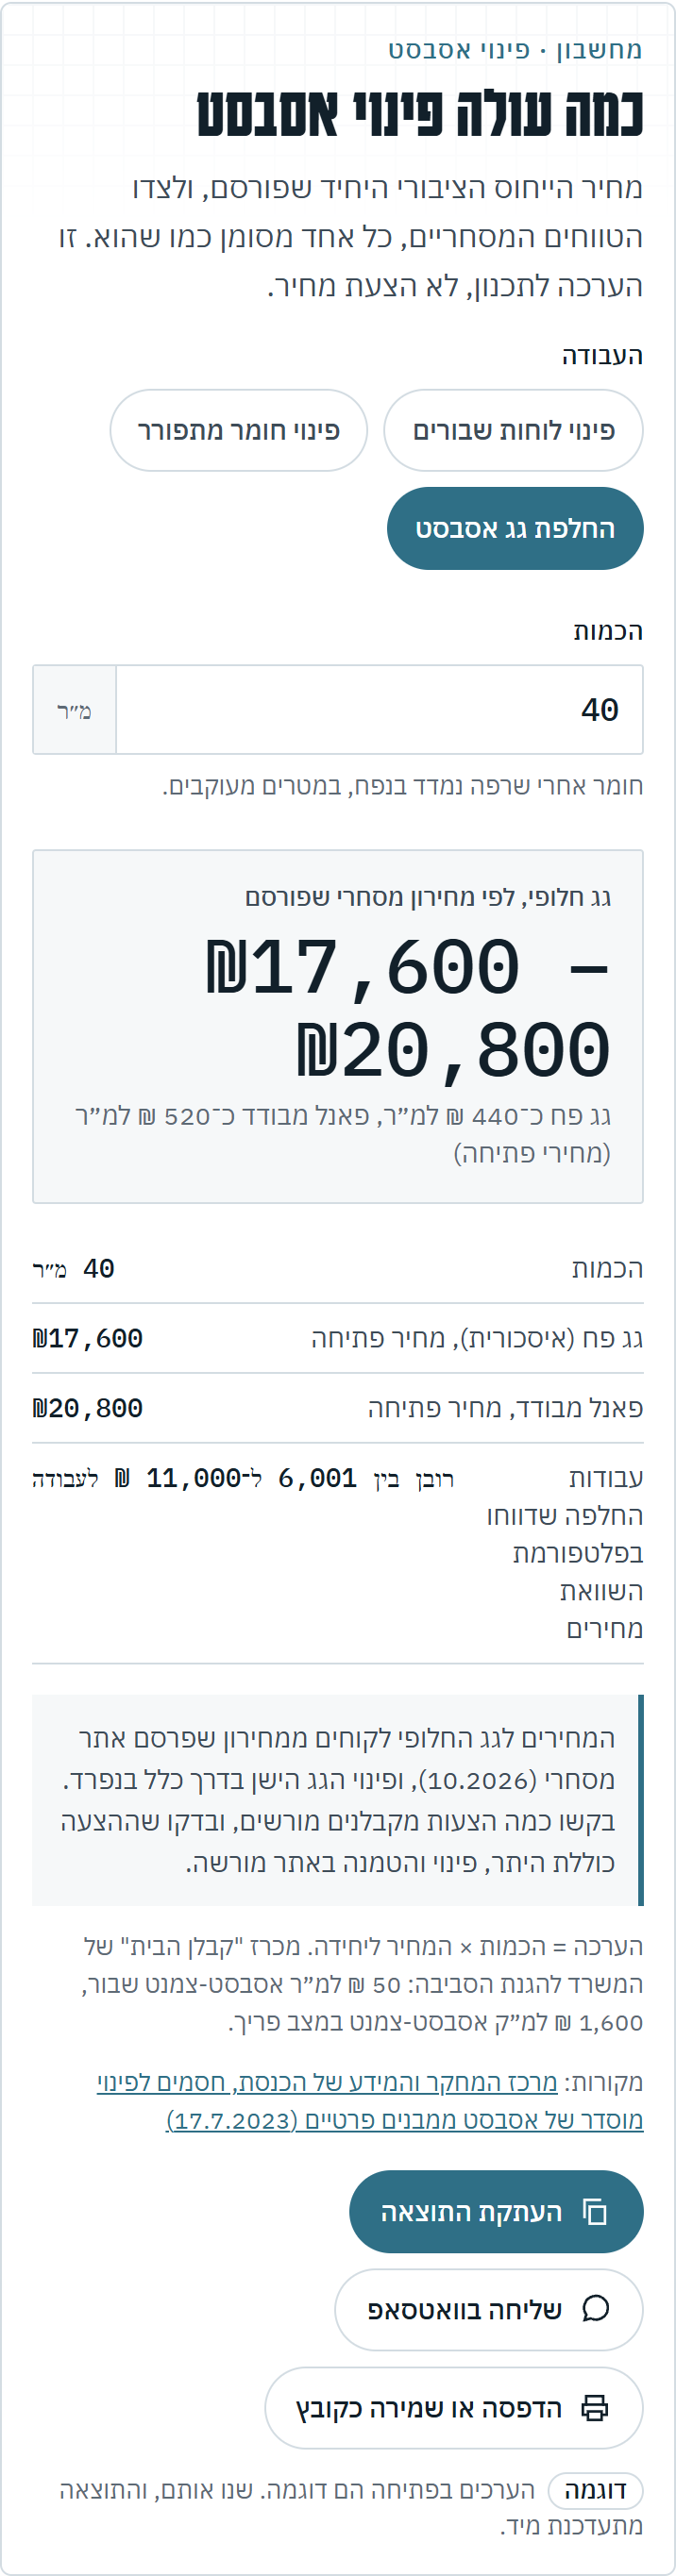 מחשבון · פינוי אסבסט
כמה עולה פינוי אסבסט
מחיר הייחוס הציבורי היחיד שפורסם, ולצדו
הטווחים המסחריים, כל אחד מסומן כמו שהוא. זו
הערכה לתכנון, לא הצעת מחיר.
העבודה
פינוי לוחות שבורים
פינוי חומר מתפורר
החלפת גג אסבסט
הכמות
40 מ״ר
חומר אחרי שרפה נמדד בנפח, במטרים מעוקבים.
גג חלופי, לפי מחירון מסחרי שפורסם
₪17,600 –
₪20,800
גג פח כ־440 ₪ למ״ר, פאנל מבודד כ־520 ₪ למ״ר
(מחירי פתיחה)
הכמות 40 מ״ר
גג פח (איסכורית), מחיר פתיחה ₪17,600
פאנל מבודד, מחיר פתיחה ₪20,800
עבודות רובן בין 6,001 ל־11,000 ₪ לעבודה
החלפה שדווחו
בפלטפורמת
השוואת
מחירים
המחירים לגג החלופי לקוחים ממחירון שפרסם אתר
מסחרי (10.2026), ופינוי הגג הישן בדרך כלל בנפרד.
בקשו כמה הצעות מקבלנים מורשים, ובדקו שההצעה
כוללת היתר, פינוי והטמנה באתר מורשה.
הערכה = הכמות × המחיר ליחידה. מכרז "קבלן הבית" של
המשרד להגנת הסביבה: 50 ₪ למ״ר אסבסט-צמנט שבור,
1,600 ₪ למ״ק אסבסט-צמנט במצב פריך.
מקורות: מרכז המחקר והמידע של הכנסת, חסמים לפינוי
מוסדר של אסבסט ממבנים פרטיים (17.7.2023)
העתקת התוצאה
שליחה בוואטסאפ
הדפסה או שמירה כקובץ
דוגמה הערכים בפתיחה הם דוגמה. שנו אותם, והתוצאה
מתעדכנת מיד.